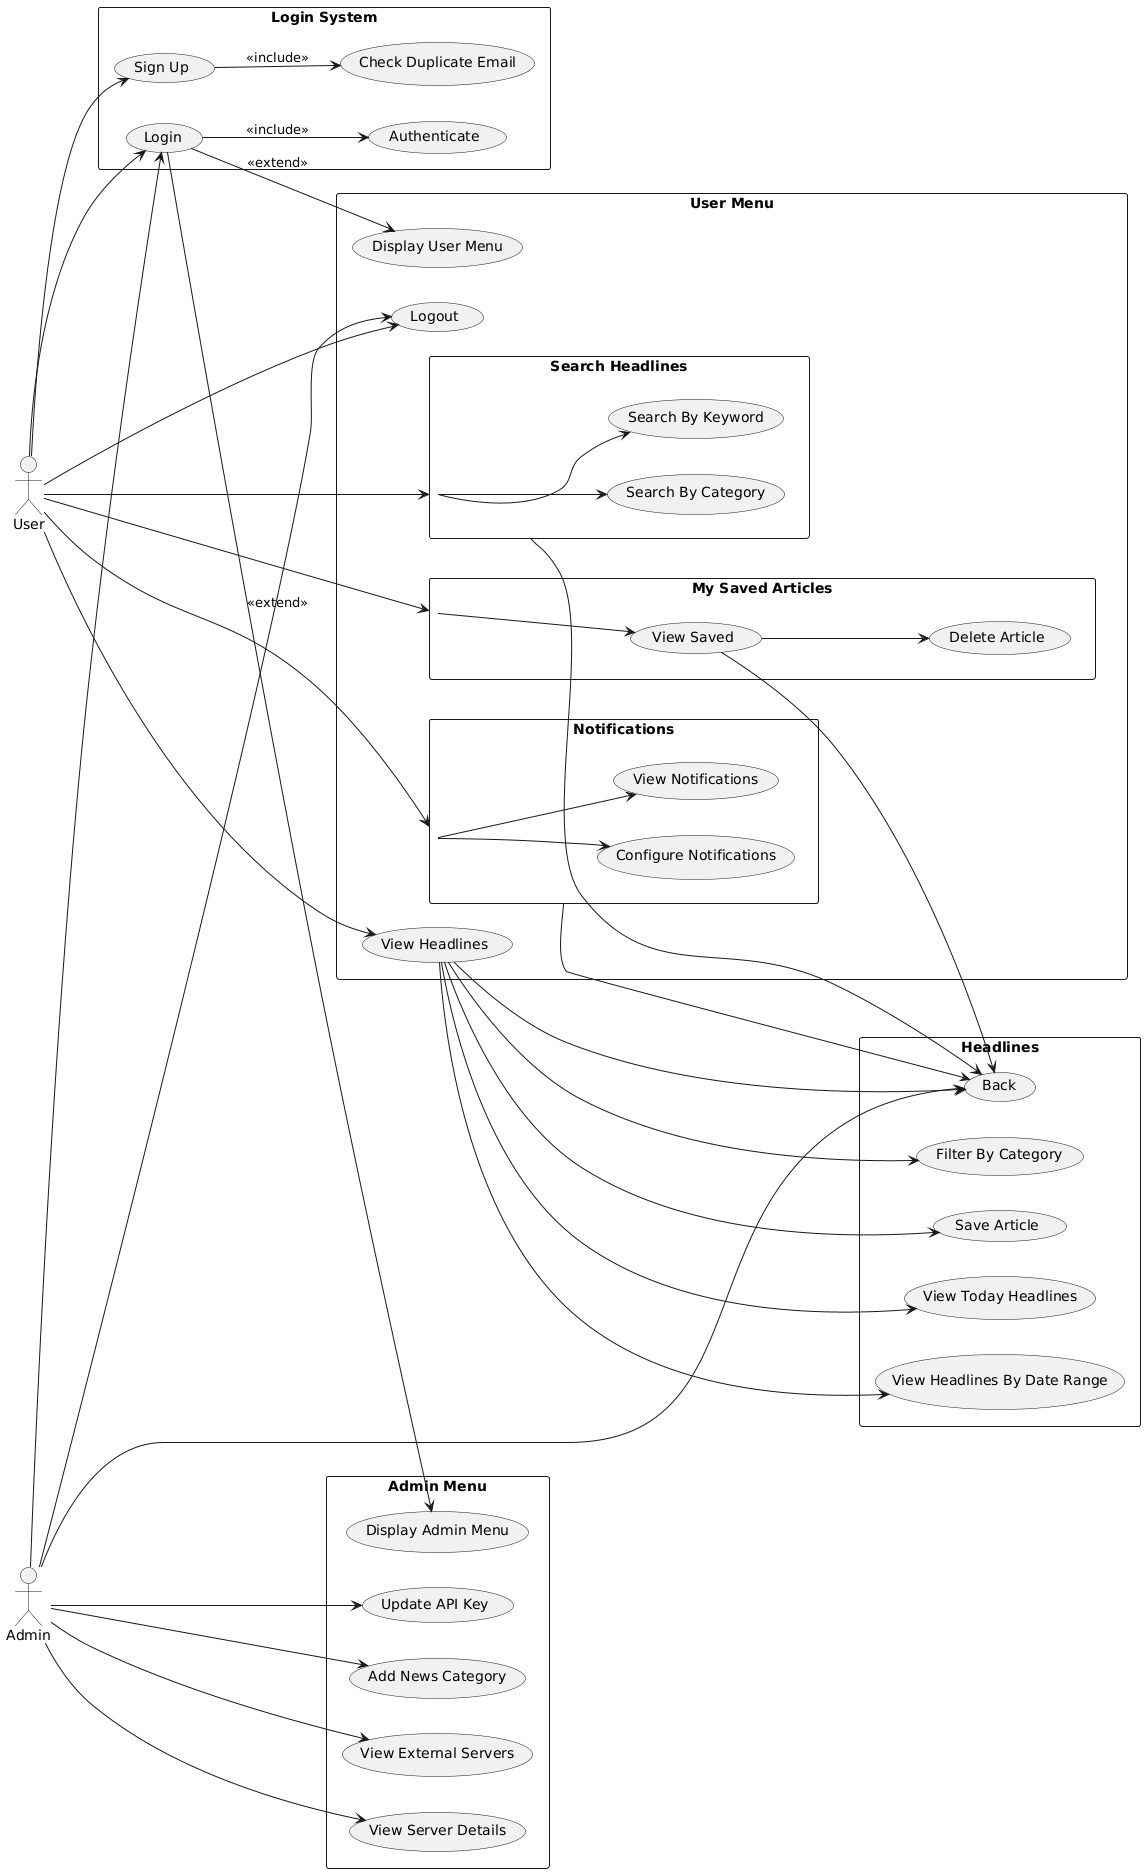 Login System
Sign Up
«include»
Check Duplicate Email
Login
«include»
Authenticate
«extend»
User Menu
Display User Menu
Logout
Search Headlines
Search By Keyword
Search By Category
User
My Saved Articles
«extend»
View Saved
Delete Article
Notifications
View Notifications
Configure Notifications
View Headlines
Headlines
Back
Filter By Category
Save Article
View Today Headlines
View Headlines By Date Range
Admin Menu
Display Admin Menu
Update API Key
Admin
Add News Category
View External Servers
View Server Details